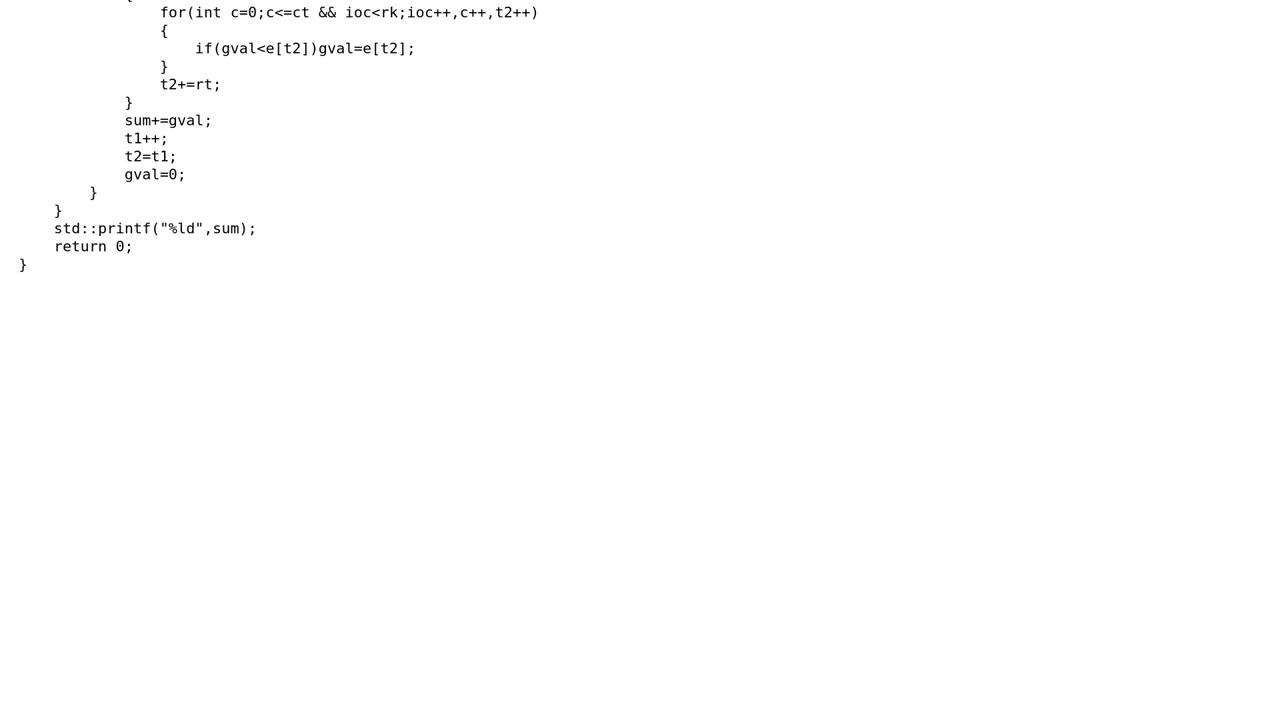 {
for(int c=0;c<=ct && ioc<rk;ioc++,c++,t2++)
{
if(gval<e[t2])gval=e[t2];
}
t2+=rt;
}
sum+=gval;
t1++;
t2=t1;
gval=0;
}
}
std::printf("%ld",sum);
return 0;
}